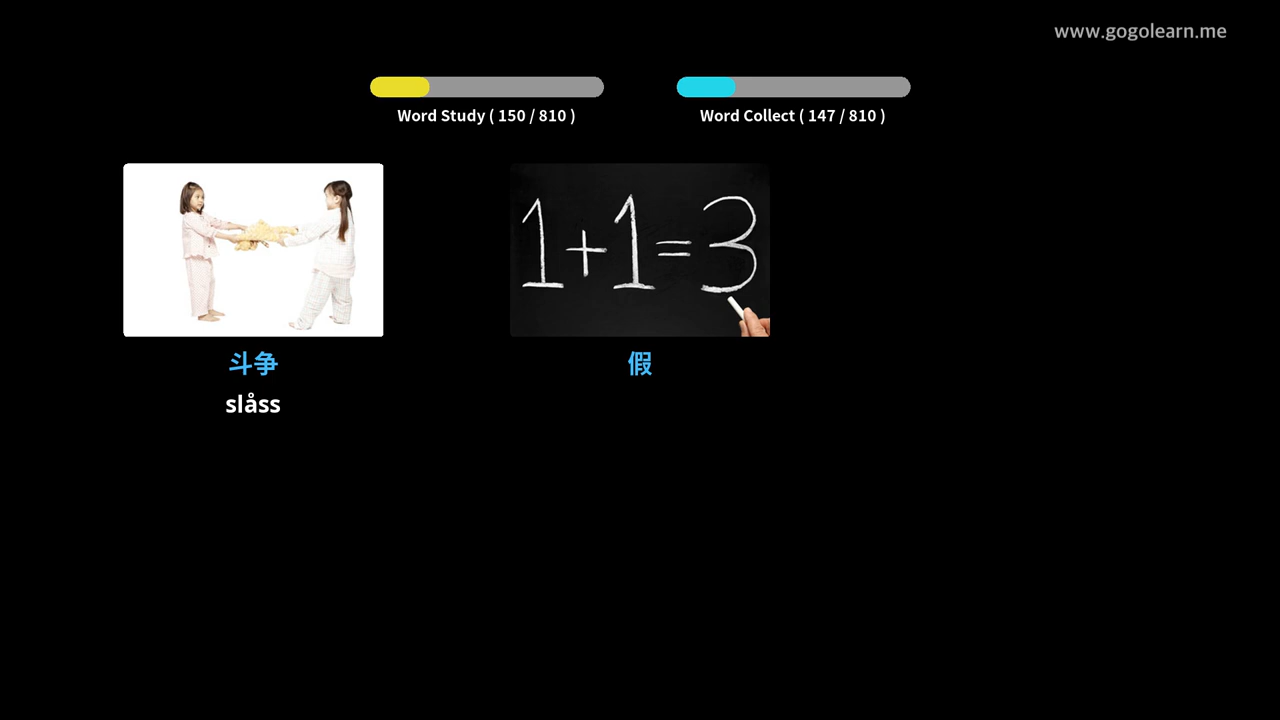 www.gogolearn.me
Word Study ( 150 / 810 )
Word Collect ( 147 / 810 )
1+1=3
斗争
假
slåss